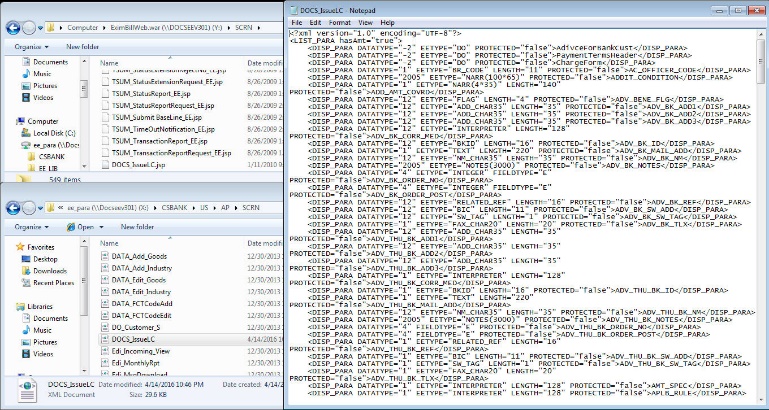 Computer ▸ EximBillWeb.war (\\DOCSEEV301) (Y:) ▸ SCRN ▸
Organize ▾ New folder
Documents
Music
Pictures
Videos
Computer
Local Disk (C:)
ee_para (\\Docs
CSBANK
EE_LIB
TSUM_StatusExtensionRejectNo_EE.jsp 8/26/2009
TSUM_StatusExtensionRequest_EE.jsp 8/26/2009
TSUM_StatusReport_EE.jsp 8/26/2009
TSUM_StatusReportRequest_EE.jsp 8/26/2009
TSUM_Submit BaseLine_EE.jsp 8/26/2009
TSUM_TimeOutNotification_EE.jsp 8/26/2009
TSUM_TransactionReport_EE.jsp 8/26/2009
TSUM_TransactionReportRequest_EE.jsp 8/26/2009
DOCS_IssueLC.jsp 1/11/2010
549 items
« ee_para (\\Docseev301) (X:) ▸ CSBANK ▸ US ▸ AP ▸ SCRN
Organize ▾ Open ▾ New folder
Favorites
Desktop
Downloads
Recent Places
Libraries
Documents
Music
Pictures
Videos
DATA_Add_Goods 12/30/2013
DATA_Add_Industry 12/30/2013
DATA_Edit_Goods 12/30/2013
DATA_Edit_Industry 12/30/2013
DATA_FCTCodeAdd 12/30/2013
DATA_FCTCodeEdit 12/30/2013
DO_Customer_S 12/30/2013
DOCS_IssueLC 4/14/2016
Edi_Incoming_View 12/30/2013
Edi_MonthlyRpt 12/30/2013
DOCS_IssueLC Date modified: 4/14/2016 10:46 PM Date created: 4/14/2
XML Document Size: 29.6 KB
DOCS_IssueLC - Notepad
File Edit Format View Help
<?xml version="1.0" encoding="UTF-8"?>
<LIST_PARA hasAmt="true">
<DISP_PARA DATATYPE="-2" EETYPE="DO" PROTECTED="false">AdivceOfBankCust</DISP_PARA>
<DISP_PARA DATATYPE="-2" EETYPE="DO" PROTECTED="false">PaymentTermsHeader</DISP_PARA>
<DISP_PARA DATATYPE="-2" EETYPE="DO" PROTECTED="false">ChargeForm</DISP_PARA>
<DISP_PARA DATATYPE="1" EETYPE="BR_CODE" LENGTH="11" PROTECTED="false">AC_OFFICER_CODE</DISP_PARA>
<DISP_PARA DATATYPE="2005" EETYPE="NARR(100*65)" PROTECTED="false">ADDIT_CONDITION</DISP_PARA>
<DISP_PARA DATATYPE="1" EETYPE="NARR(4*35)" LENGTH="140"
PROTECTED="false">ADD_AMT_COVRD</DISP_PARA>
<DISP_PARA DATATYPE="12" EETYPE="FLAG" LENGTH="4" PROTECTED="false">ADV_BENE_FLG</DISP_PARA>
<DISP_PARA DATATYPE="12" EETYPE="ADD_CHAR35" LENGTH="35" PROTECTED="false">ADV_BK_ADD1</DISP_PARA>
<DISP_PARA DATATYPE="12" EETYPE="ADD_CHAR35" LENGTH="35" PROTECTED="false">ADV_BK_ADD2</DISP_PARA>
<DISP_PARA DATATYPE="12" EETYPE="ADD_CHAR35" LENGTH="35" PROTECTED="false">ADV_BK_ADD3</DISP_PARA>
<DISP_PARA DATATYPE="12" EETYPE="INTERPRETER" LENGTH="128"
PROTECTED="false">ADV_BK_CORR_MED</DISP_PARA>
<DISP_PARA DATATYPE="12" EETYPE="BKID" LENGTH="16" PROTECTED="false">ADV_BK_ID</DISP_PARA>
<DISP_PARA DATATYPE="1" EETYPE="TEXT" LENGTH="220" PROTECTED="false">ADV_BK_MAIL_ADD</DISP_PARA>
<DISP_PARA DATATYPE="12" EETYPE="NM_CHAR35" LENGTH="35" PROTECTED="false">ADV_BK_NM</DISP_PARA>
<DISP_PARA DATATYPE="2005" EETYPE="NOTES(3000)" PROTECTED="false">ADV_BK_NOTES</DISP_PARA>
<DISP_PARA DATATYPE="4" EETYPE="INTEGER" FIELDTYPE="E"
PROTECTED="false">ADV_BK_ORDER_NO</DISP_PARA>
<DISP_PARA DATATYPE="4" EETYPE="INTEGER" FIELDTYPE="E"
PROTECTED="false">ADV_BK_ORDER_POST</DISP_PARA>
<DISP_PARA DATATYPE="12" EETYPE="RELATED_REF" LENGTH="16" PROTECTED="false">ADV_BK_REF</DISP_PARA>
<DISP_PARA DATATYPE="12" EETYPE="BIC" LENGTH="11" PROTECTED="false">ADV_BK_SW_ADD</DISP_PARA>
<DISP_PARA DATATYPE="12" EETYPE="SW_TAG" LENGTH="1" PROTECTED="false">ADV_BK_SW_TAG</DISP_PARA>
<DISP_PARA DATATYPE="1" EETYPE="FAX_CHAR20" LENGTH="20" PROTECTED="false">ADV_BK_TLX</DISP_PARA>
<DISP_PARA DATATYPE="12" EETYPE="ADD_CHAR35" LENGTH="35"
PROTECTED="false">ADV_THU_BK_ADD1</DISP_PARA>
<DISP_PARA DATATYPE="12" EETYPE="ADD_CHAR35" LENGTH="35"
PROTECTED="false">ADV_THU_BK_ADD2</DISP_PARA>
<DISP_PARA DATATYPE="12" EETYPE="ADD_CHAR35" LENGTH="35"
PROTECTED="false">ADV_THU_BK_ADD3</DISP_PARA>
<DISP_PARA DATATYPE="1" EETYPE="INTERPRETER" LENGTH="128"
PROTECTED="false">ADV_THU_BK_CORR_MED</DISP_PARA>
<DISP_PARA DATATYPE="1" EETYPE="BKID" LENGTH="16" PROTECTED="false">ADV_THU_BK_ID</DISP_PARA>
<DISP_PARA DATATYPE="1" EETYPE="TEXT" LENGTH="220"
PROTECTED="false">ADV_THU_BK_MAIL_ADD</DISP_PARA>
<DISP_PARA DATATYPE="12" EETYPE="NM_CHAR35" LENGTH="35" PROTECTED="false">ADV_THU_BK_NM</DISP_PARA>
<DISP_PARA DATATYPE="2005" EETYPE="NOTES(3000)" PROTECTED="false">ADV_THU_BK_NOTES</DISP_PARA>
<DISP_PARA DATATYPE="4" FIELDTYPE="E" PROTECTED="false">ADV_THU_BK_ORDER_NO</DISP_PARA>
<DISP_PARA DATATYPE="4" FIELDTYPE="E" PROTECTED="false">ADV_THU_BK_ORDER_POST</DISP_PARA>
<DISP_PARA DATATYPE="1" EETYPE="RELATED_REF" LENGTH="16"
PROTECTED="false">ADV_THU_BK_REF</DISP_PARA>
<DISP_PARA DATATYPE="1" EETYPE="BIC" LENGTH="11" PROTECTED="false">ADV_THU_BK_SW_ADD</DISP_PARA>
<DISP_PARA DATATYPE="1" EETYPE="SW_TAG" LENGTH="1" PROTECTED="false">ADV_THU_BK_SW_TAG</DISP_PARA>
<DISP_PARA DATATYPE="1" EETYPE="FAX_CHAR20" LENGTH="20"
PROTECTED="false">ADV_THU_BK_TLX</DISP_PARA>
<DISP_PARA DATATYPE="1" EETYPE="INTERPRETER" LENGTH="128" PROTECTED="false">AMT_SPEC</DISP_PARA>
<DISP_PARA DATATYPE="1" EETYPE="INTERPRETER" LENGTH="128" PROTECTED="false">APLB_RULE</DISP_PARA>